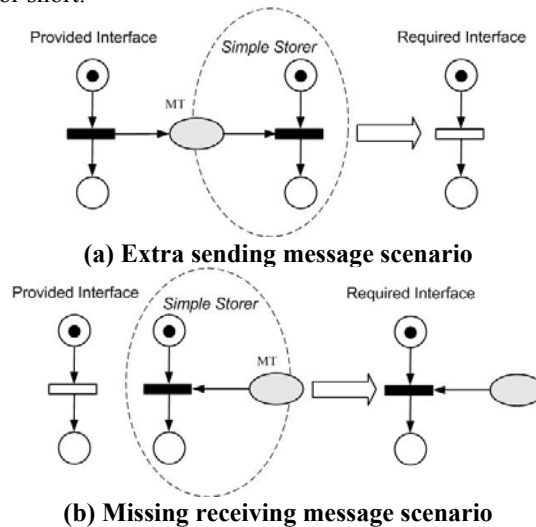 or short.
Provided Interface
Simple Storer
Required Interface
MT
(a) Extra sending message scenario
Provided Interface
Simple Storer
Required Interface
MT
(b) Missing receiving message scenario